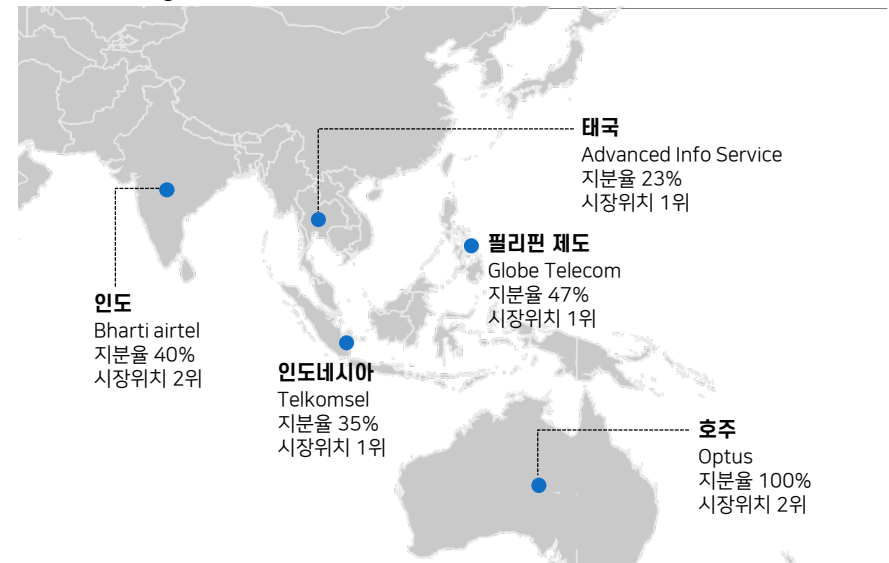 태국
Advanced Info Service
지분율 23%
시장위치 1위
필리핀 제도
Globe Telecom
지분율 47%
시장위치 1위
인도
Bharti airtel
지분율 40%
시장위치 2위
인도네시아
Telkomsel
지분율 35%
시장위치 1위
호주
Optus
지분율 100%
시장위치 2위